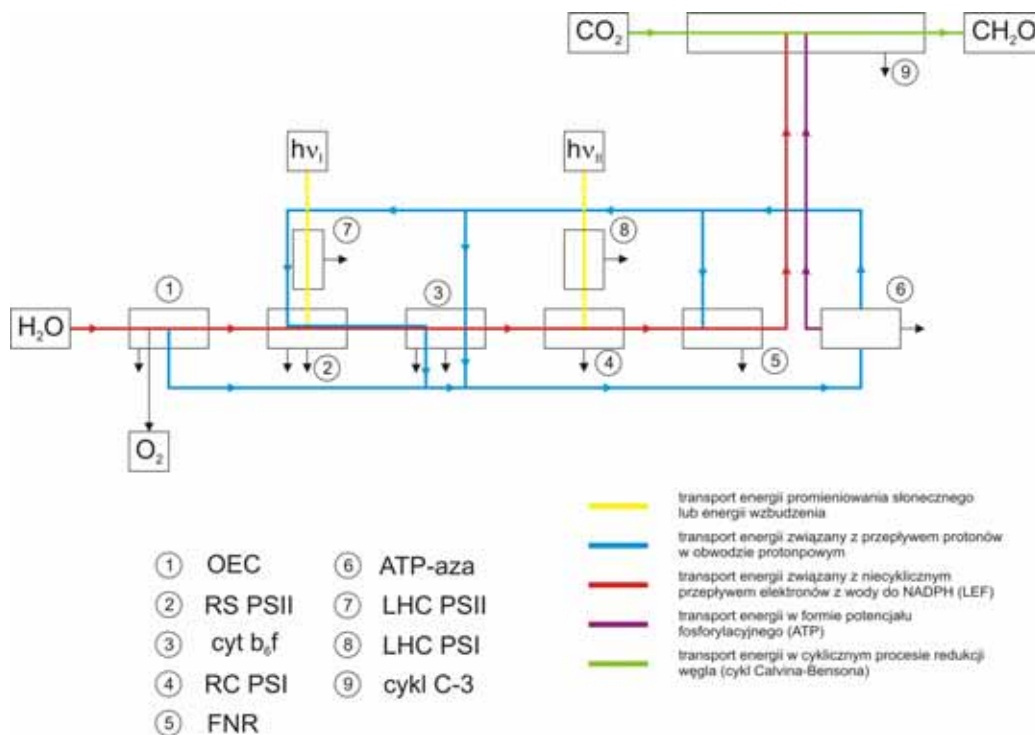 CO₂
CH₂O
9
hνI
hνII
7
8
1
3
6
H₂O
2
4
5
O₂
transport energii promieniowania słonecznego
lub energii wzbudzenia
transport energii związany z przepływem protonów
w obwodzie protonpowym
transport energii związany z niecyklicznym
przepływem elektronów z wody do NADPH (LEF)
transport energii w formie potencjału
fosforylacyjnego (ATP)
transport energii w cyklicznym procesie redukcji
węgla (cykl Calvina-Bensona)
1 OEC
2 RS PSII
3 cyt b₆f
4 RC PSI
5 FNR
6 ATP-aza
7 LHC PSII
8 LHC PSI
9 cykl C-3